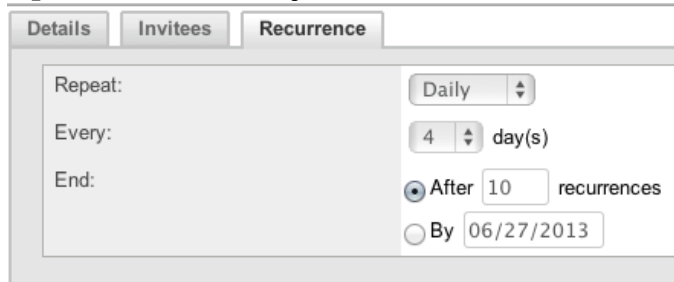 Details Invitees Recurrence
Repeat: Daily
Every: 4 day(s)
End: After 10 recurrences
By 06/27/2013